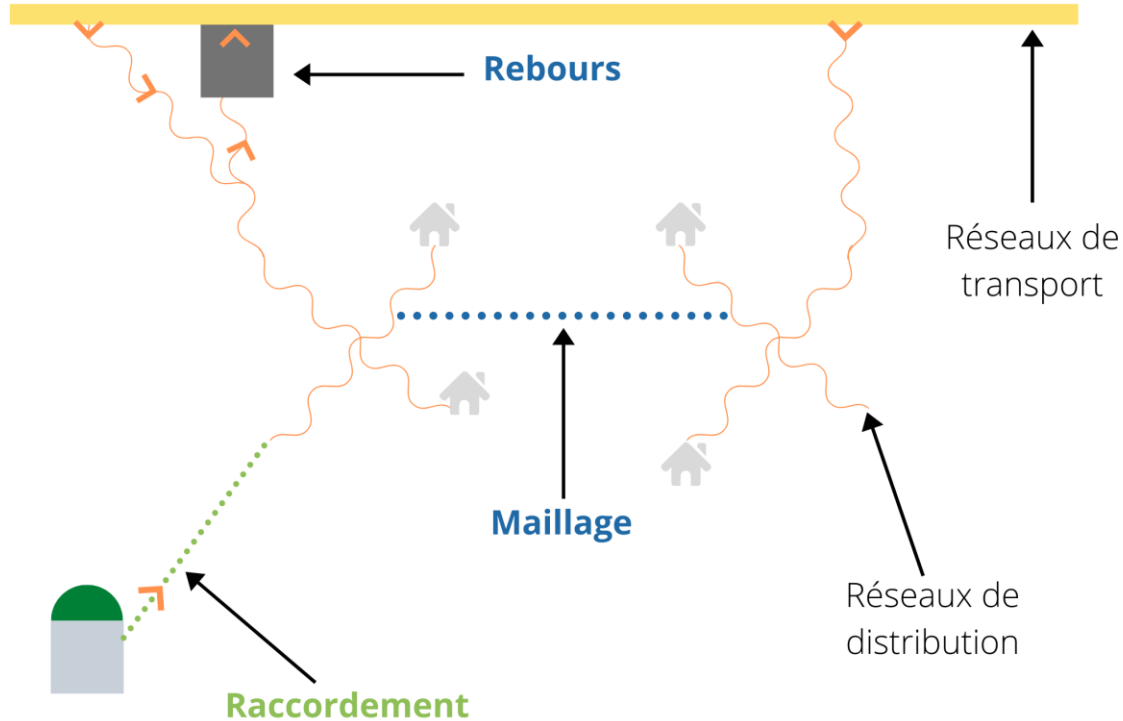 Rebours
Réseaux de
transport
Maillage
Réseaux de
distribution
Raccordement